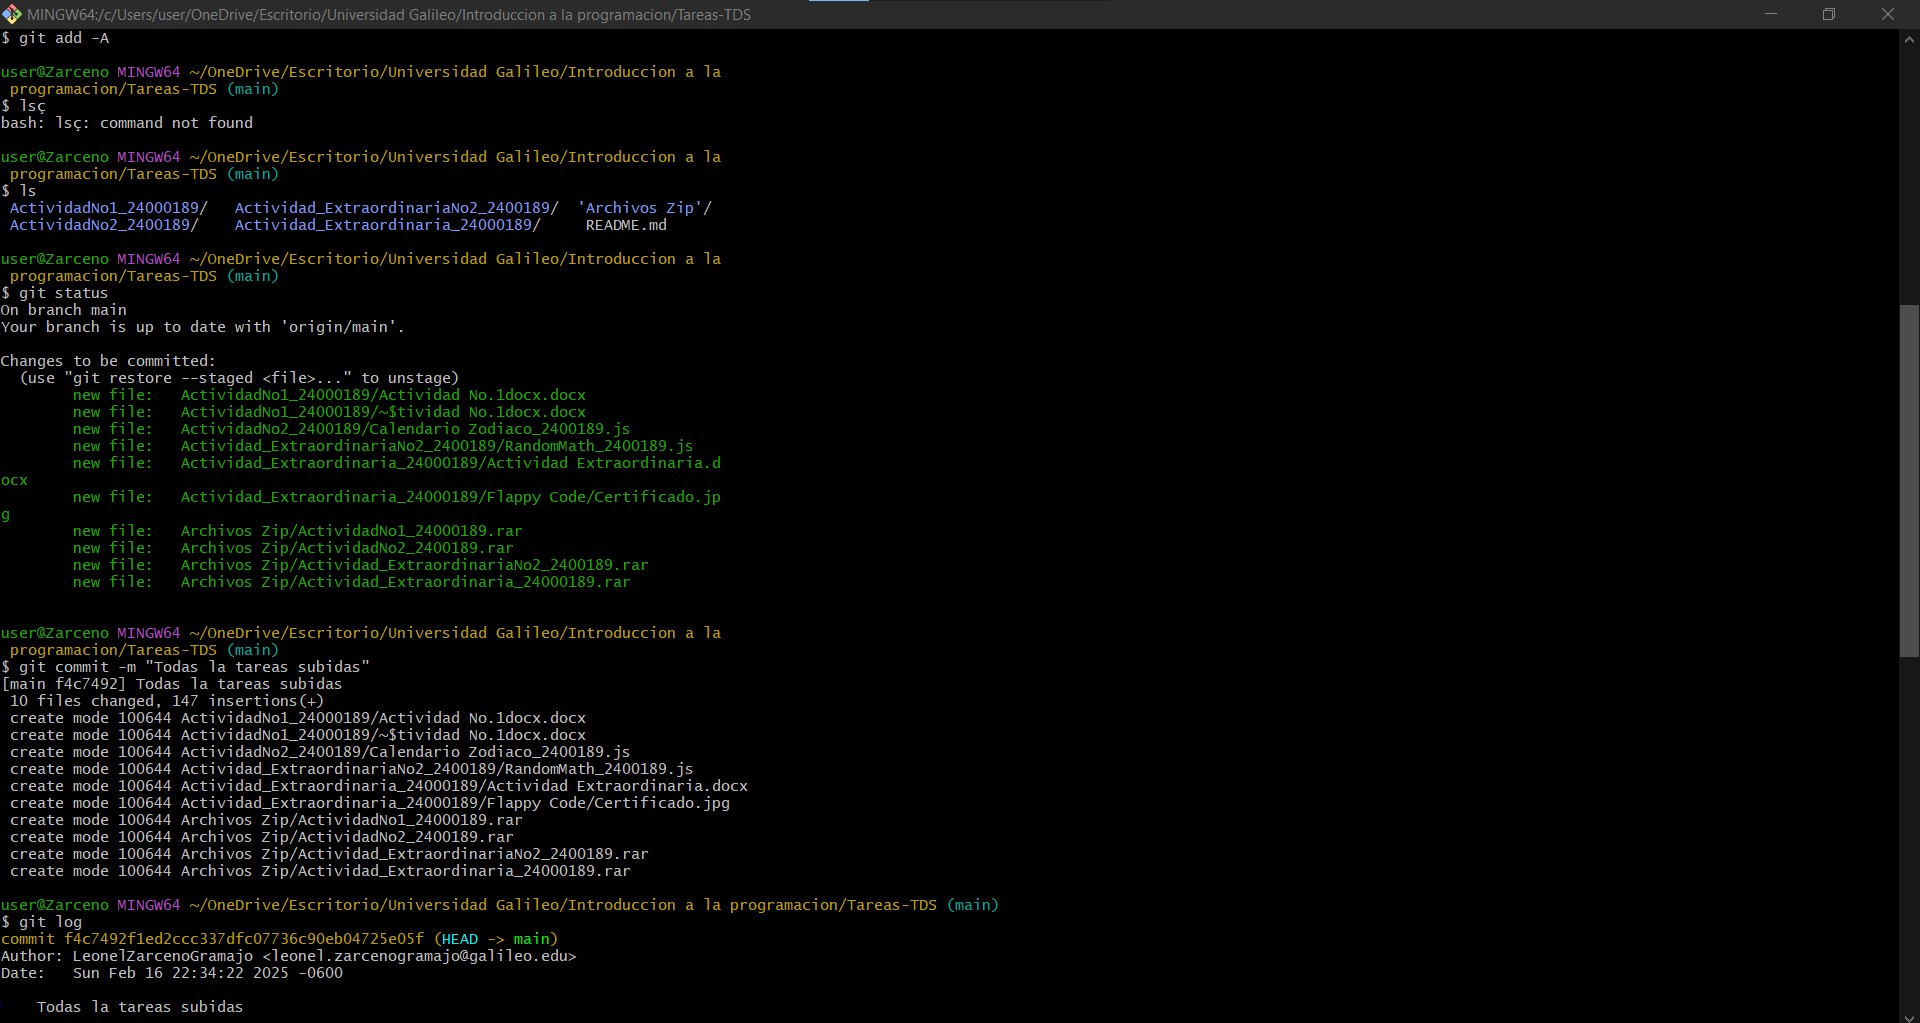 MINGW64:/c/Users/user/OneDrive/Escritorio/Universidad Galileo/Introduccion a la programacion/Tareas-TDS
$ git add -A
user@Zarceno MINGW64 ~/OneDrive/Escritorio/Universidad Galileo/Introduccion a la
programacion/Tareas-TDS (main)
$ lsç
bash: lsç: command not found
user@Zarceno MINGW64 ~/OneDrive/Escritorio/Universidad Galileo/Introduccion a la
programacion/Tareas-TDS (main)
$ ls
ActividadNo1_24000189/   Actividad_ExtraordinariaNo2_2400189/  'Archivos Zip'/
ActividadNo2_2400189/    Actividad_Extraordinaria_24000189/     README.md
user@Zarceno MINGW64 ~/OneDrive/Escritorio/Universidad Galileo/Introduccion a la
programacion/Tareas-TDS (main)
$ git status
On branch main
Your branch is up to date with 'origin/main'.
Changes to be committed:
(use "git restore --staged <file>..." to unstage)
new file:   ActividadNo1_24000189/Actividad No.1docx.docx
new file:   ActividadNo1_24000189/~$tividad No.1docx.docx
new file:   ActividadNo2_2400189/Calendario Zodiaco_2400189.js
new file:   Actividad_ExtraordinariaNo2_2400189/RandomMath_2400189.js
new file:   Actividad_Extraordinaria_24000189/Actividad Extraordinaria.d
ocx
new file:   Actividad_Extraordinaria_24000189/Flappy Code/Certificado.jp
g
new file:   Archivos Zip/ActividadNo1_24000189.rar
new file:   Archivos Zip/ActividadNo2_2400189.rar
new file:   Archivos Zip/Actividad_ExtraordinariaNo2_2400189.rar
new file:   Archivos Zip/Actividad_Extraordinaria_24000189.rar
user@Zarceno MINGW64 ~/OneDrive/Escritorio/Universidad Galileo/Introduccion a la
programacion/Tareas-TDS (main)
$ git commit -m "Todas la tareas subidas"
[main f4c7492] Todas la tareas subidas
10 files changed, 147 insertions(+)
create mode 100644 ActividadNo1_24000189/Actividad No.1docx.docx
create mode 100644 ActividadNo1_24000189/~$tividad No.1docx.docx
create mode 100644 ActividadNo2_2400189/Calendario Zodiaco_2400189.js
create mode 100644 Actividad_ExtraordinariaNo2_2400189/RandomMath_2400189.js
create mode 100644 Actividad_Extraordinaria_24000189/Actividad Extraordinaria.docx
create mode 100644 Actividad_Extraordinaria_24000189/Flappy Code/Certificado.jpg
create mode 100644 Archivos Zip/ActividadNo1_24000189.rar
create mode 100644 Archivos Zip/ActividadNo2_2400189.rar
create mode 100644 Archivos Zip/Actividad_ExtraordinariaNo2_2400189.rar
create mode 100644 Archivos Zip/Actividad_Extraordinaria_24000189.rar
user@Zarceno MINGW64 ~/OneDrive/Escritorio/Universidad Galileo/Introduccion a la programacion/Tareas-TDS (main)
$ git log
commit f4c7492f1ed2ccc337dfc07736c90eb04725e05f (HEAD -> main)
Author: LeonelZarcenoGramajo <leonel.zarcenogramajo@galileo.edu>
Date:   Sun Feb 16 22:34:22 2025 -0600
Todas la tareas subidas